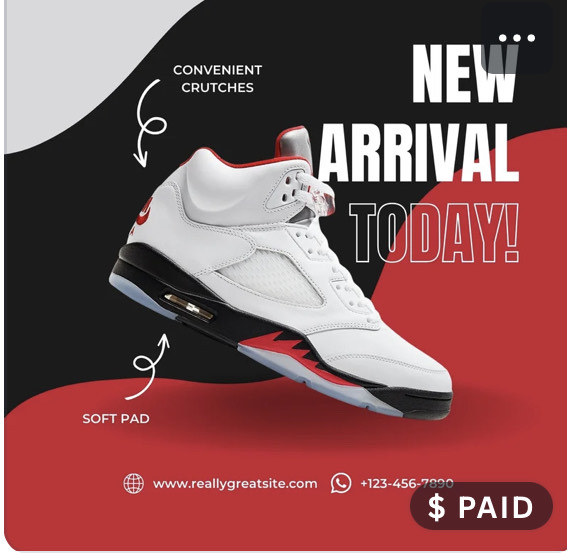 CONVENIENT
CRUTCHES
NEW
ARRIVAL
TODAY!
SOFT PAD
www.reallygreatsite.com
+123-456-7890
$ PAID